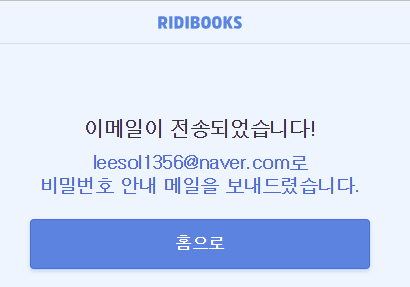 RIDIBOOKS
이메일이 전송되었습니다!
leesol1356@naver.com로
비밀번호 안내 메일을 보내드렸습니다.
홈으로